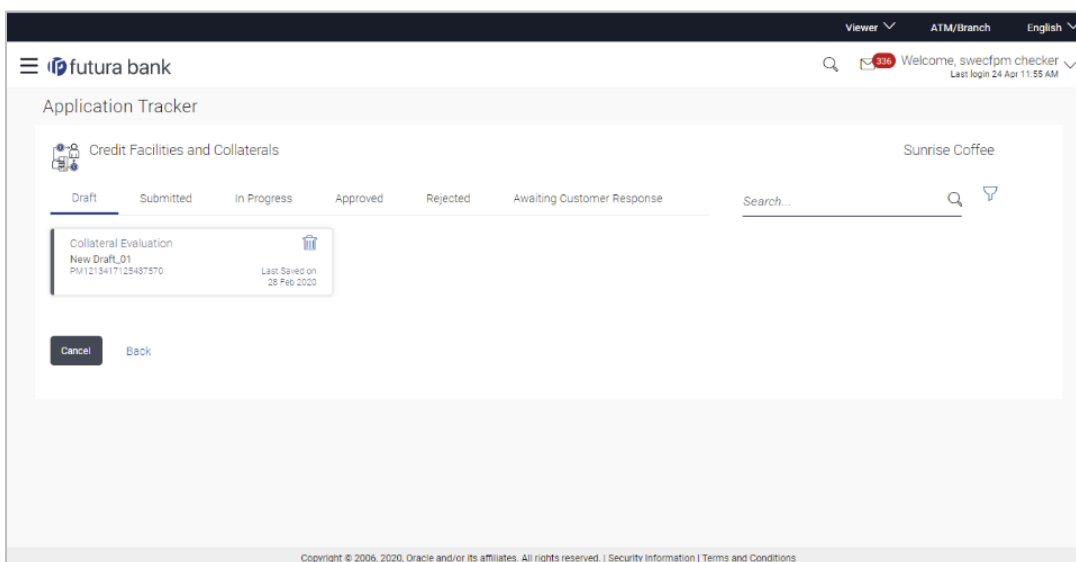 Viewer ATM/Branch English
futura bank
336 Welcome, swecfpm checker
Last login 24 Apr 11:55 AM
Application Tracker
Credit Facilities and Collaterals Sunrise Coffee
Draft Submitted In Progress Approved Rejected Awaiting Customer Response Search...
Collateral Evaluation
New Draft_01
PM1213417125437570 Last Saved on
28 Feb 2020
Cancel Back
Copyright © 2006, 2020, Oracle and/or its affiliates. All rights reserved. | Security Information | Terms and Conditions